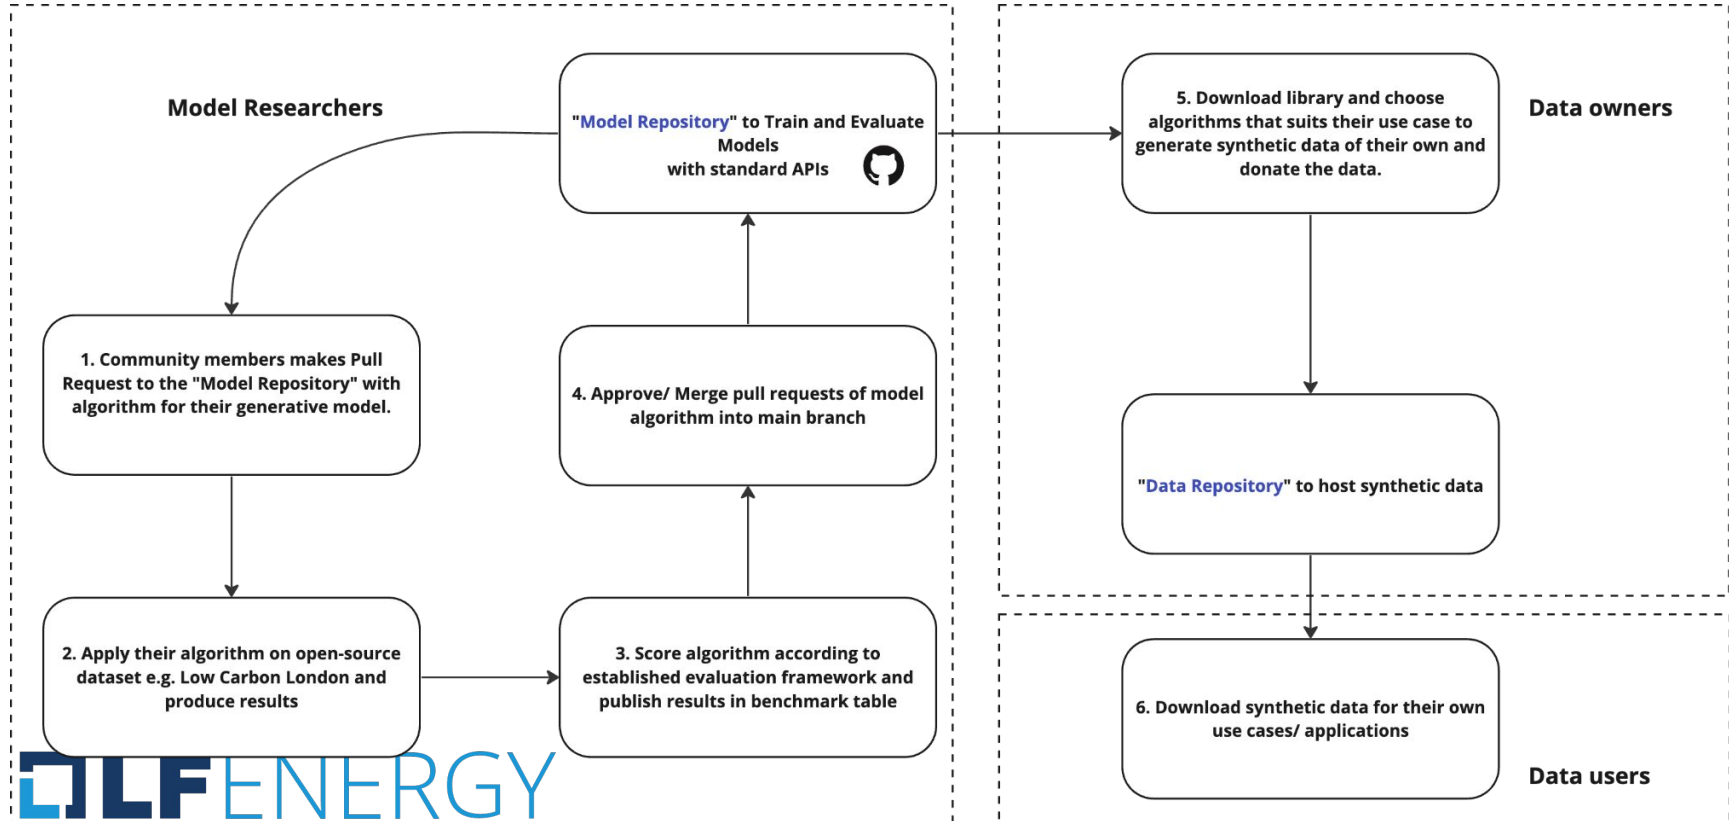 Model Researchers
"Model Repository" to Train and Evaluate
Models
with standard APIs
1. Community members makes Pull
Request to the "Model Repository" with
algorithm for their generative model.
4. Approve/ Merge pull requests of model
algorithm into main branch
2. Apply their algorithm on open-source
dataset e.g. Low Carbon London and
produce results
3. Score algorithm according to
established evaluation framework and
publish results in benchmark table
LFENERGY
Data owners
5. Download library and choose
algorithms that suits their use case to
generate synthetic data of their own and
donate the data.
"Data Repository" to host synthetic data
6. Download synthetic data for their own
use cases/ applications
Data users